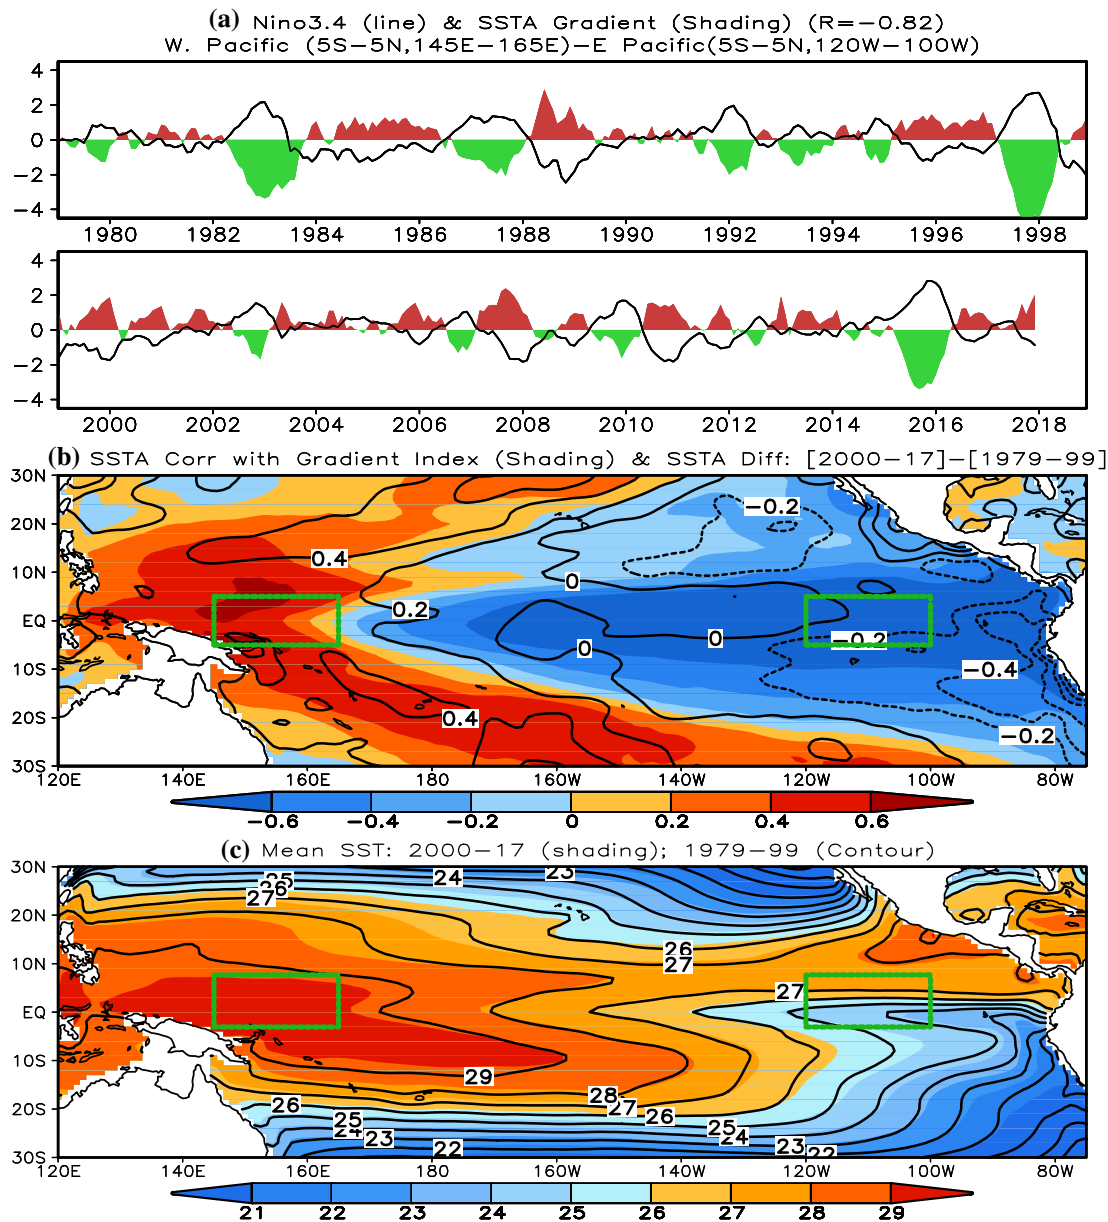 (a) Nino3.4 (line) & SSTA Gradient (Shading) (R=-0.82)
W. Pacific (5S-5N,145E-165E)-E Pacific(5S-5N,120W-100W)
4
2
0
-2
-4
1980 1982 1984 1986 1988 1990 1992 1994 1996 1998
4
2
0
-2
-4
2000 2002 2004 2006 2008 2010 2012 2014 2016 2018
(b) SSTA Corr with Gradient Index (Shading) & SSTA Diff: [2000-17]-[1979-99]
30N
20N
10N
EQ
10S
20S
30S
-0.2
0.4
0
0.2
0
0
-0.2
-0.4
0.4
-0.2
120E 140E 160E 180 160W 140W 120W 100W 80W
-0.6 -0.4 -0.2 0 0.2 0.4 0.6
(c) Mean SST: 2000-17 (shading); 1979-99 (Contour)
30N
20N
10N
EQ
10S
20S
30S
25 24 23
26
27
26
27
27
29
28
27
26
26
25
24
23
22
25
24
23
22
120E 140E 160E 180 160W 140W 120W 100W 80W
21 22 23 24 25 26 27 28 29